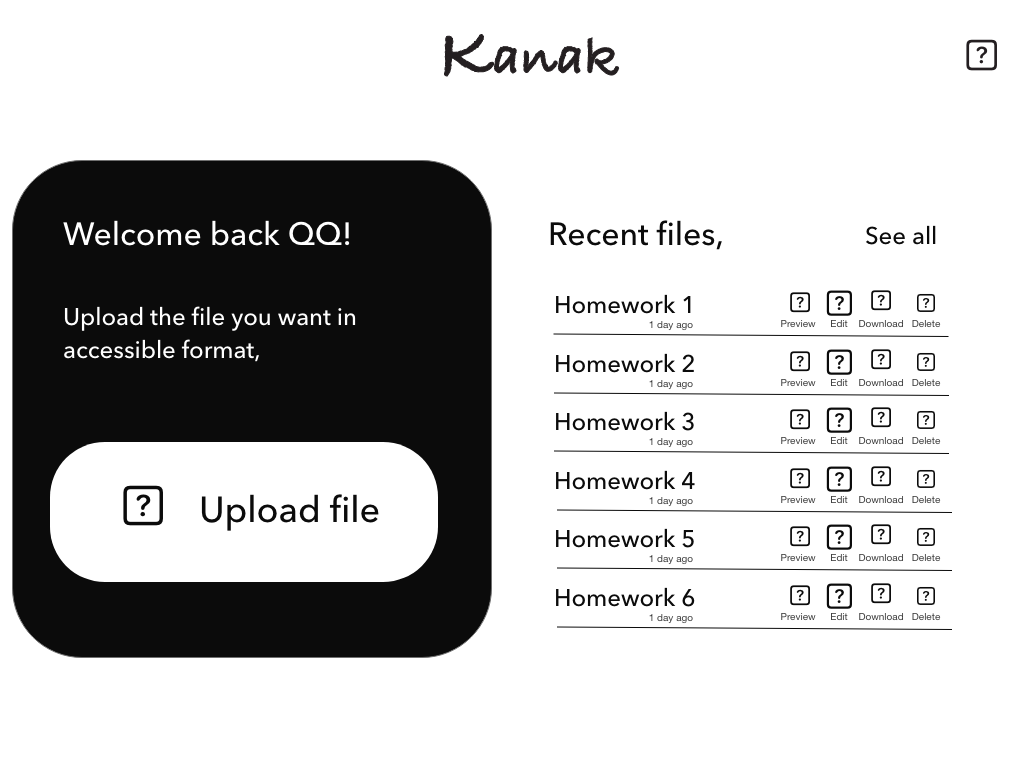 Kanak
?
Welcome back QQ!
Upload the file you want in
accessible format,
? Upload file
Recent files,
See all
Homework 1
1 day ago
? ? ? ?
Preview Edit Download Delete
Homework 2
1 day ago
? ? ? ?
Preview Edit Download Delete
Homework 3
1 day ago
? ? ? ?
Preview Edit Download Delete
Homework 4
1 day ago
? ? ? ?
Preview Edit Download Delete
Homework 5
1 day ago
? ? ? ?
Preview Edit Download Delete
Homework 6
1 day ago
? ? ? ?
Preview Edit Download Delete